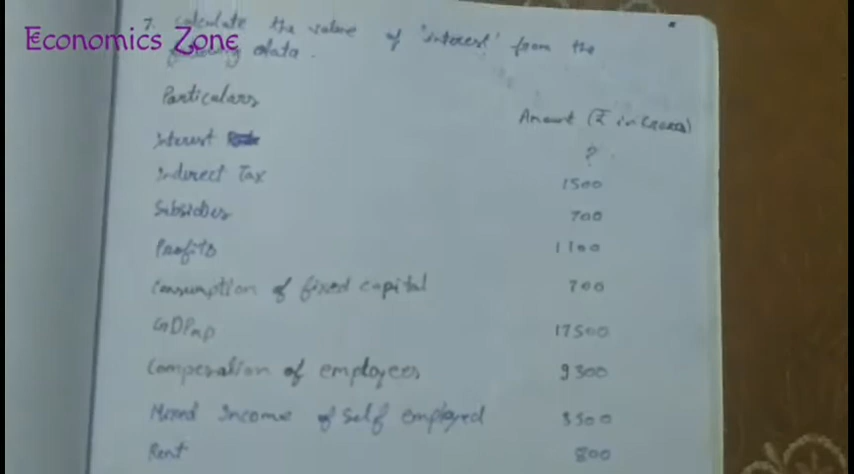 Economics Zone
7. Calculate the value of 'interest' from the
data.
Particulars
Amount (₹ in Crores)
Interest ?
Indirect Tax 1500
Subsidies 700
Profits 1100
Consumption of fixed capital 700
GDPmp 17500
Compesation of employees 9300
Mixed Income of Self employed 3500
Rent 800